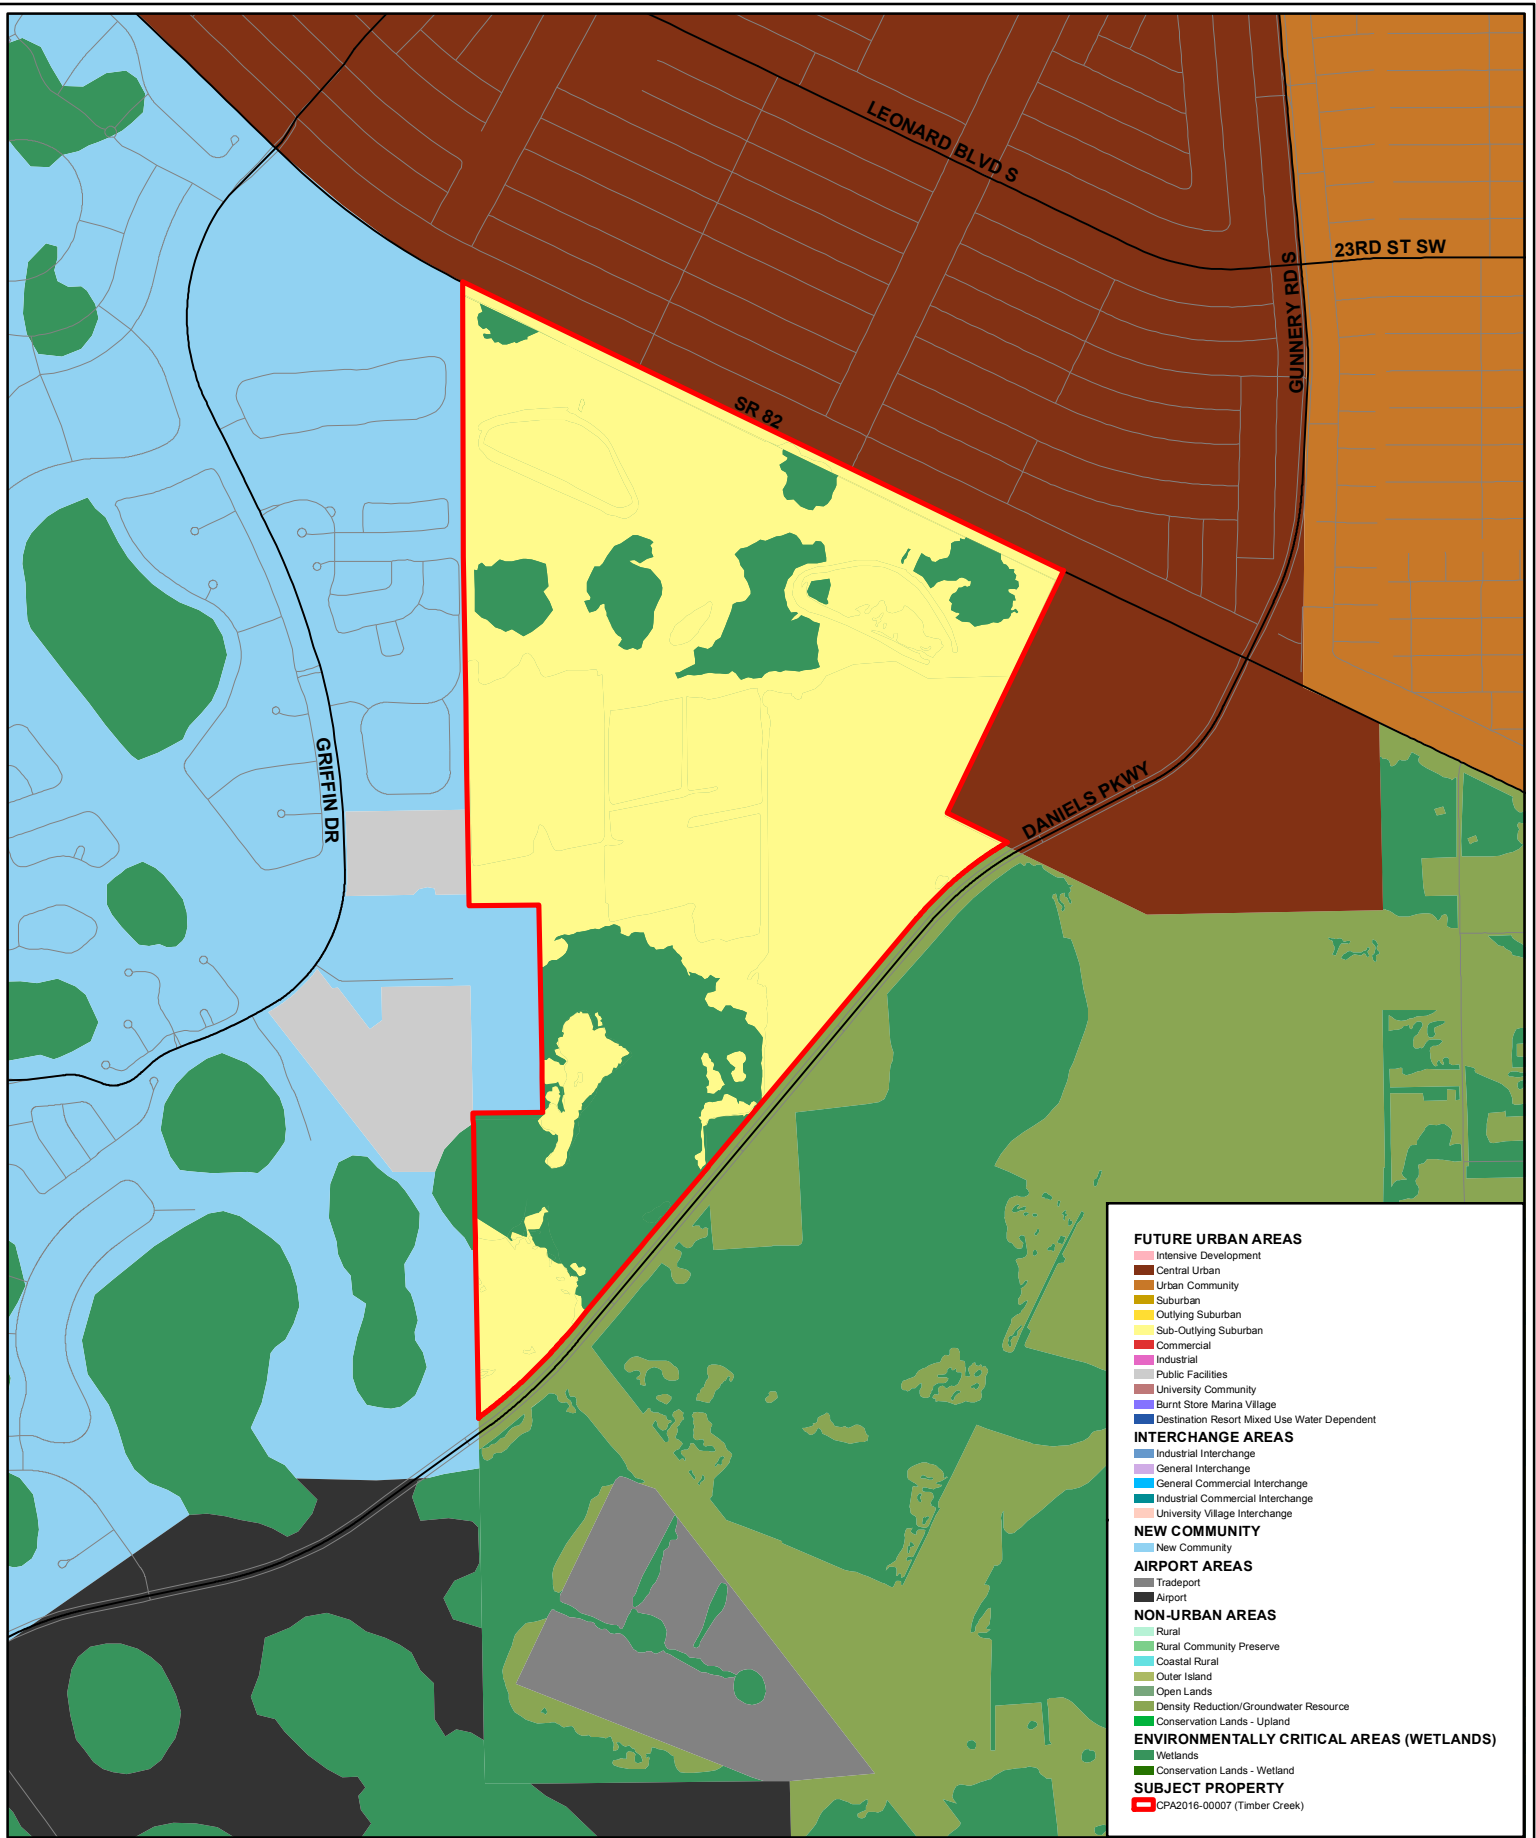 LEONARD BLVD S
23RD ST SW
GUNNERY RD S
SR 82
GRIFFIN DR
DANIELS PKWY
FUTURE URBAN AREAS
Intensive Development
Central Urban
Urban Community
Suburban
Outlying Suburban
Sub-Outlying Suburban
Commercial
Industrial
Public Facilities
University Community
Burnt Store Marina Village
Destination Resort Mixed Use Water Dependent
INTERCHANGE AREAS
Industrial Interchange
General Interchange
General Commercial Interchange
Industrial Commercial Interchange
University Village Interchange
NEW COMMUNITY
New Community
AIRPORT AREAS
Tradeport
Airport
NON-URBAN AREAS
Rural
Rural Community Preserve
Coastal Rural
Outer Island
Open Lands
Density Reduction/Groundwater Resource
Conservation Lands - Upland
ENVIRONMENTALLY CRITICAL AREAS (WETLANDS)
Wetlands
Conservation Lands - Wetland
SUBJECT PROPERTY
CPA2016-00007 (Timber Creek)